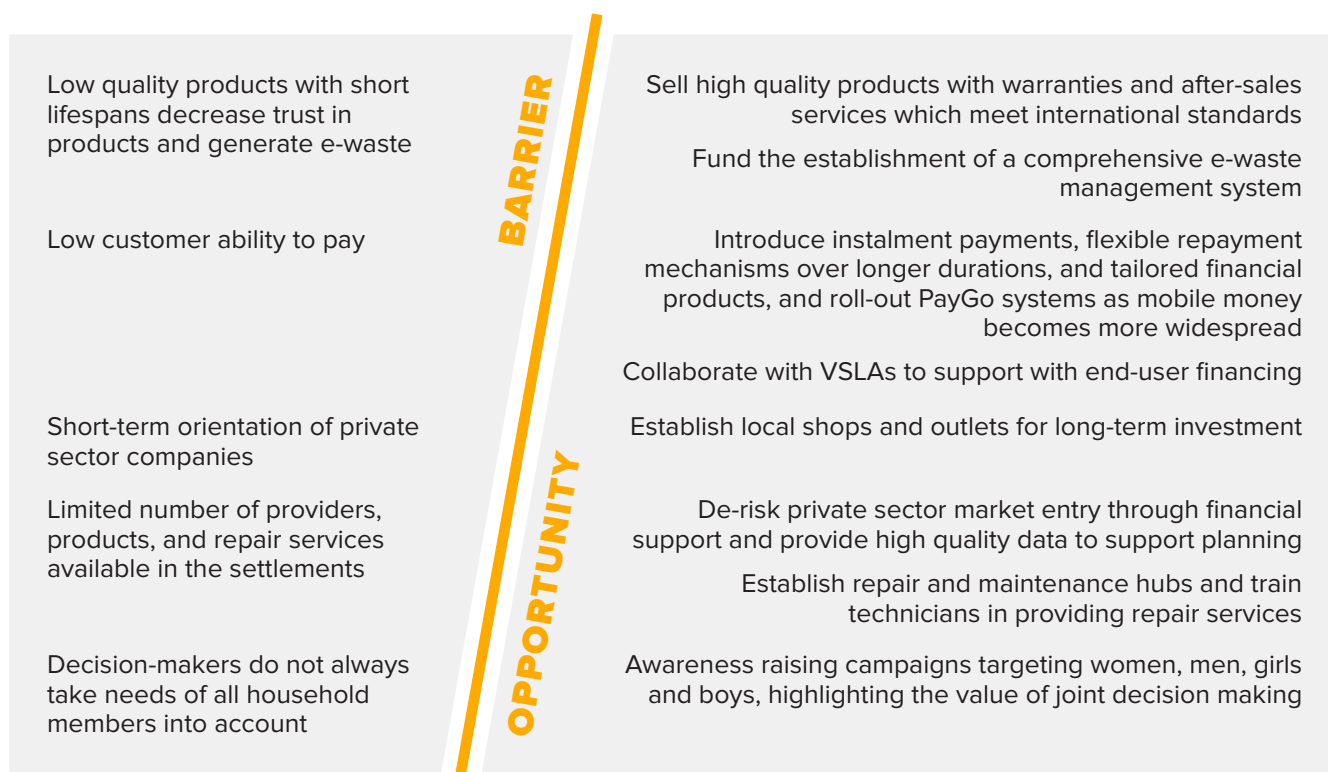 BARRIER
OPPORTUNITY
Low quality products with short
lifespans decrease trust in
products and generate e-waste
Sell high quality products with warranties and after-sales
services which meet international standards
Fund the establishment of a comprehensive e-waste
management system
Low customer ability to pay
Introduce instalment payments, flexible repayment
mechanisms over longer durations, and tailored financial
products, and roll-out PayGo systems as mobile money
becomes more widespread
Collaborate with VSLAs to support with end-user financing
Short-term orientation of private
sector companies
Establish local shops and outlets for long-term investment
Limited number of providers,
products, and repair services
available in the settlements
De-risk private sector market entry through financial
support and provide high quality data to support planning
Establish repair and maintenance hubs and train
technicians in providing repair services
Decision-makers do not always
take needs of all household
members into account
Awareness raising campaigns targeting women, men, girls
and boys, highlighting the value of joint decision making